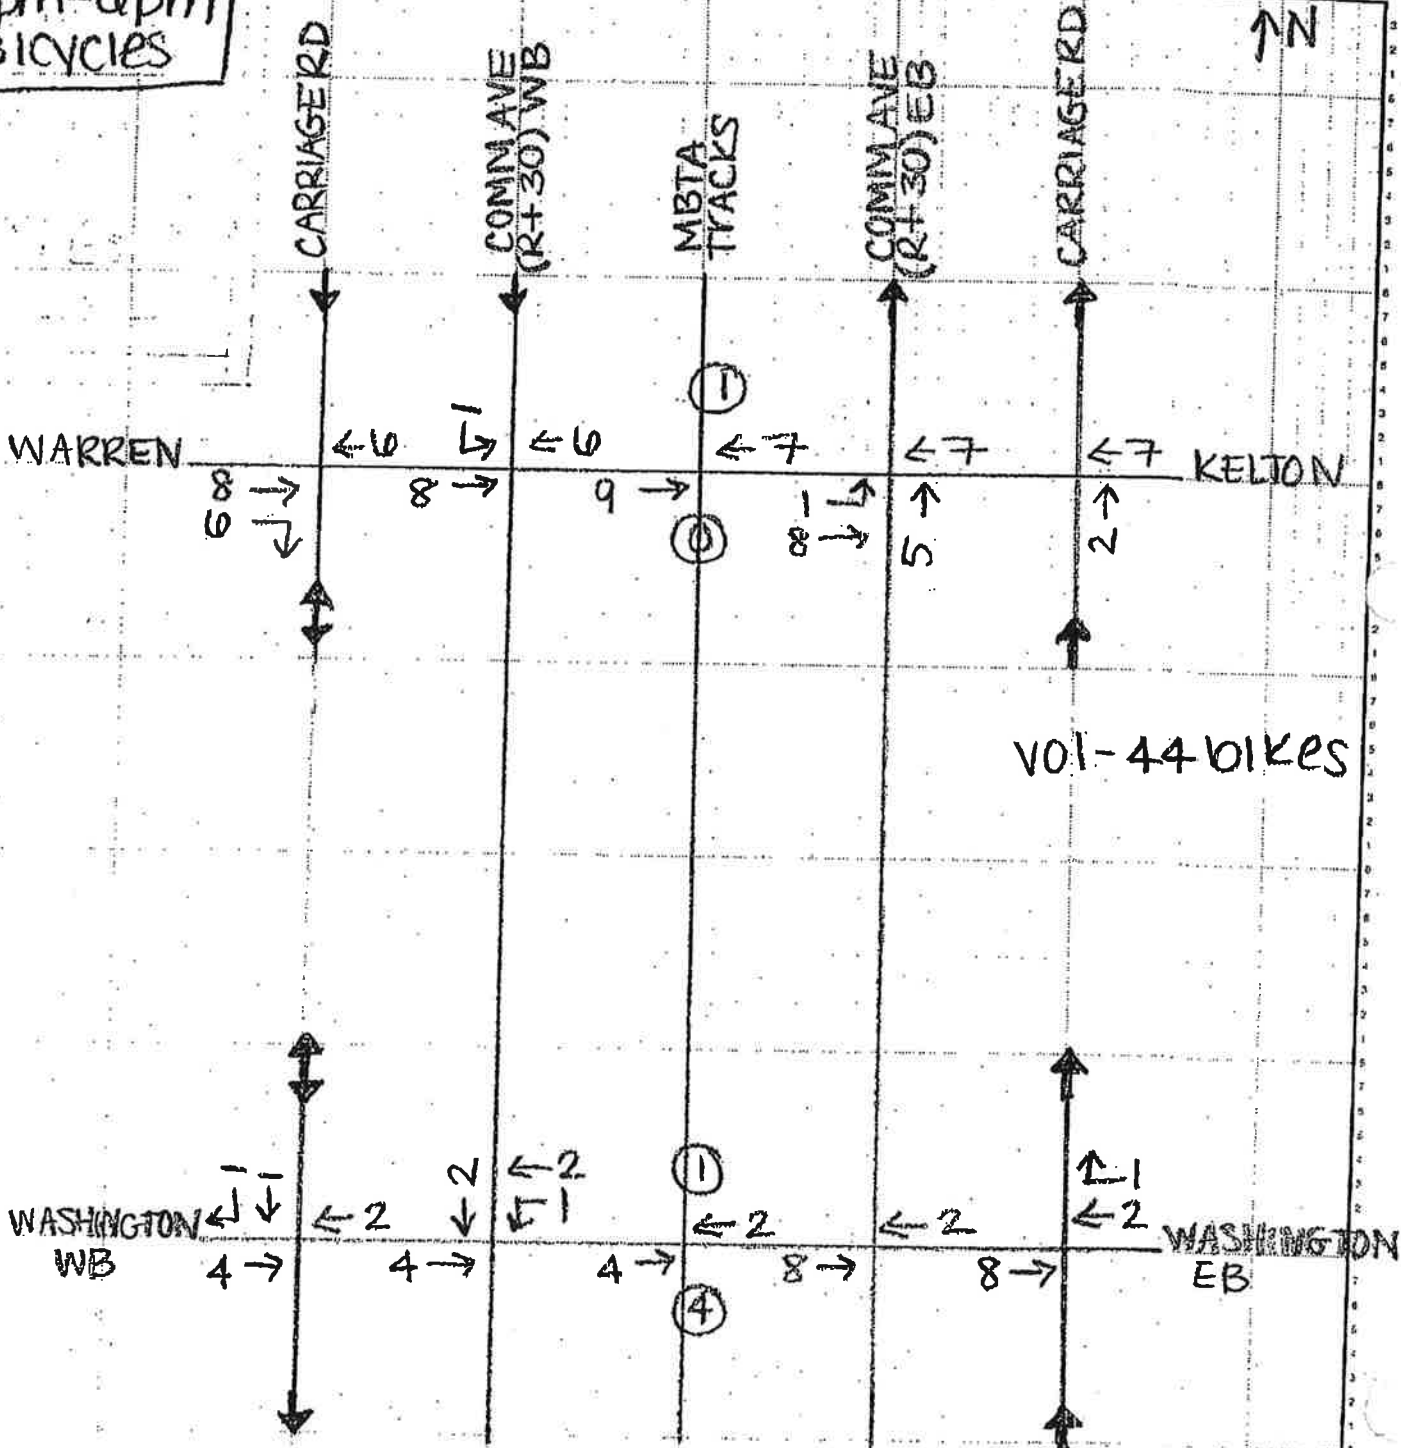 BICYCLES
↑N
CARRIAGE RD
COMM AVE
(Rt 30) WB
MBTA
TRACKS
COMM AVE
(Rt 30) EB
CARRIAGE RD
1
WARREN ←6 1 ↳ ←6 ←7 ←7 ←7 KELTON
8 → 8 → 9 → 1 ↑ 5 ↑ 2 ↑
6 ↓ 0 8 →
vol-44 bikes
1 1 2 ←2 1 1
WASHINGTON ←2 1 ←2 ←2 ←2 WASHINGTON
WB 4 → 4 → 4 → 8 → 8 → EB
4